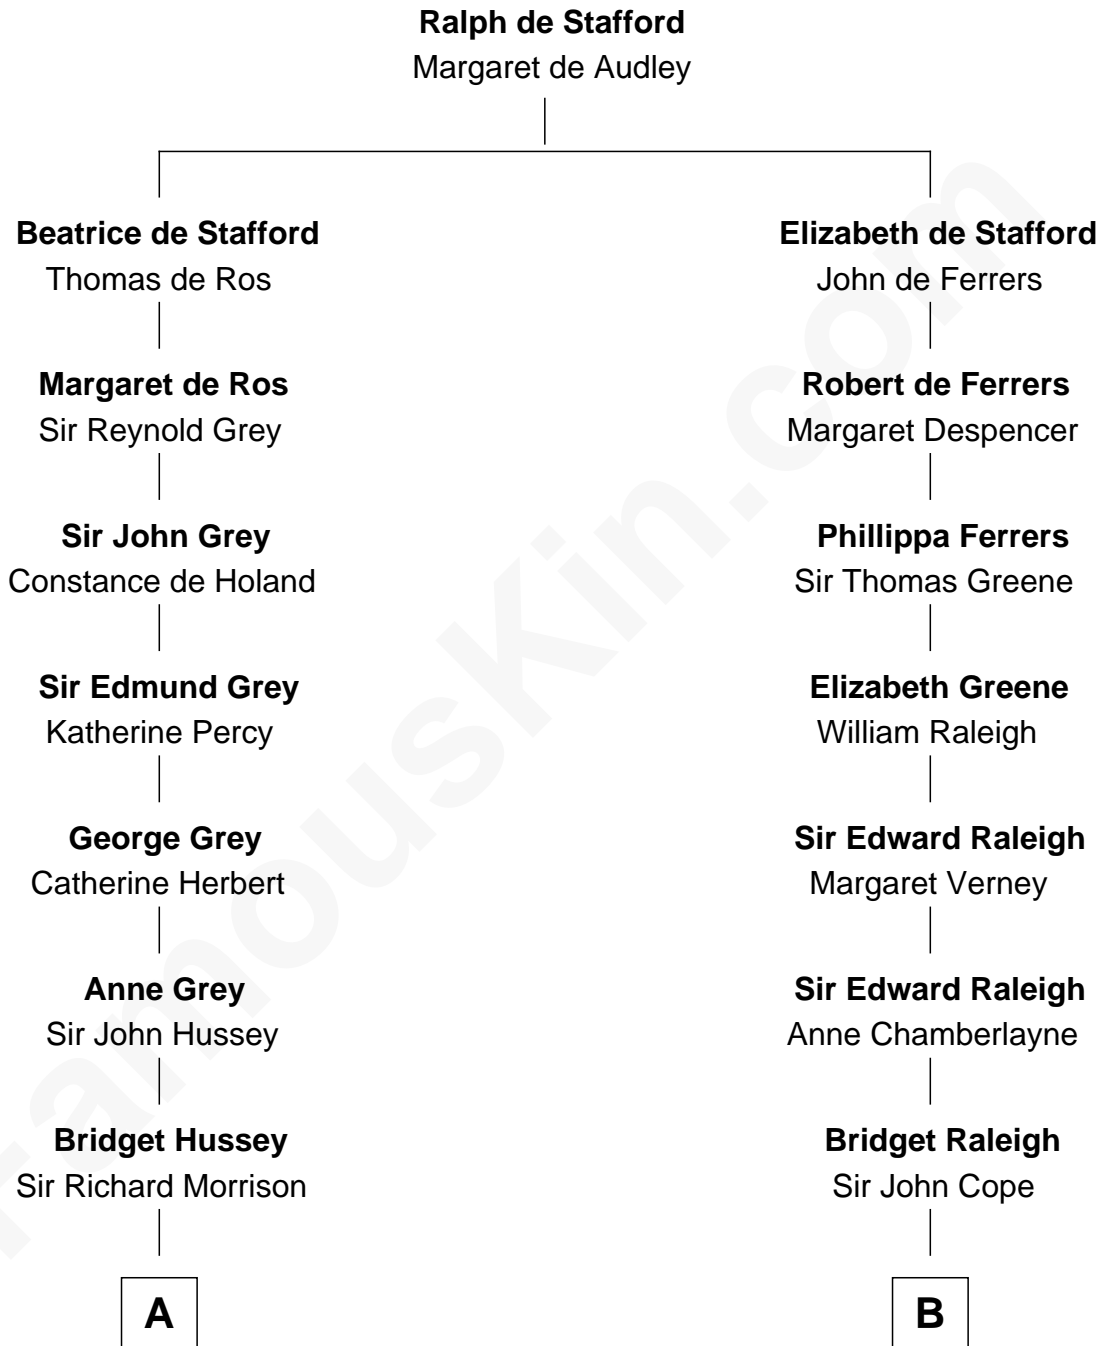 Ralph de Stafford
Margaret de Audley
Beatrice de Stafford
Thomas de Ros
Margaret de Ros
Sir Reynold Grey
Sir John Grey
Constance de Holand
Sir Edmund Grey
Katherine Percy
George Grey
Catherine Herbert
Anne Grey
Sir John Hussey
Bridget Hussey
Sir Richard Morrison
A
Elizabeth de Stafford
John de Ferrers
Robert de Ferrers
Margaret Despencer
Phillippa Ferrers
Sir Thomas Greene
Elizabeth Greene
William Raleigh
Sir Edward Raleigh
Margaret Verney
Sir Edward Raleigh
Anne Chamberlayne
Bridget Raleigh
Sir John Cope
B
FamousKin.com